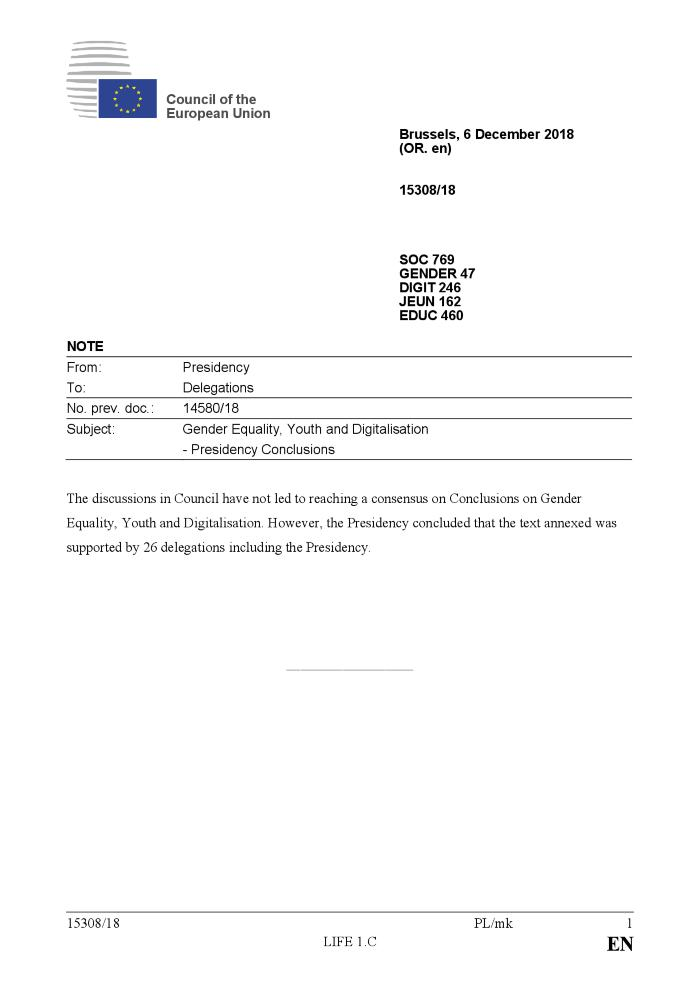 Council of the
European Union
Brussels, 6 December 2018
(OR. en)
15308/18
SOC 769
GENDER 47
DIGIT 246
JEUN 162
EDUC 460
NOTE
From: Presidency
To: Delegations
No. prev. doc.: 14580/18
Subject: Gender Equality, Youth and Digitalisation
- Presidency Conclusions
The discussions in Council have not led to reaching a consensus on Conclusions on Gender
Equality, Youth and Digitalisation. However, the Presidency concluded that the text annexed was
supported by 26 delegations including the Presidency.
15308/18 PL/mk 1
LIFE 1.C EN